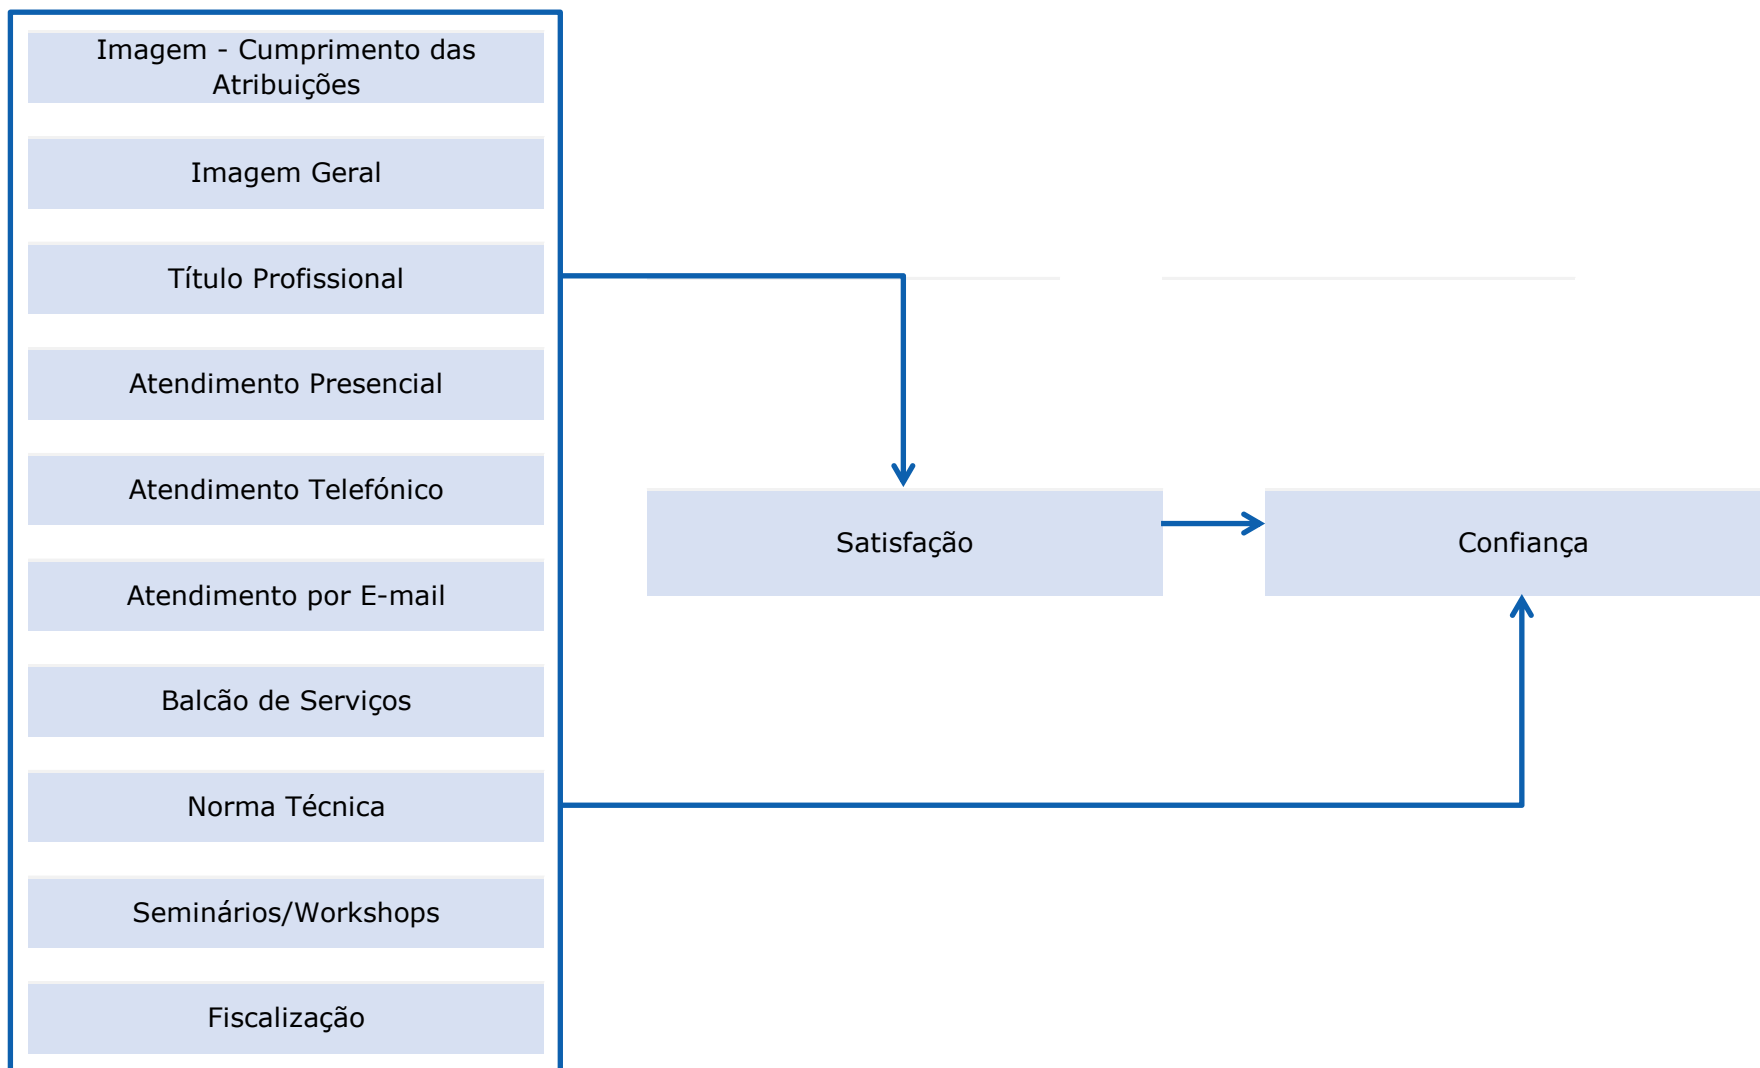 Imagem - Cumprimento das
Atribuições
Imagem Geral
Título Profissional
Atendimento Presencial
Atendimento Telefónico
Atendimento por E-mail
Balcão de Serviços
Norma Técnica
Seminários/Workshops
Fiscalização
Satisfação
Confiança